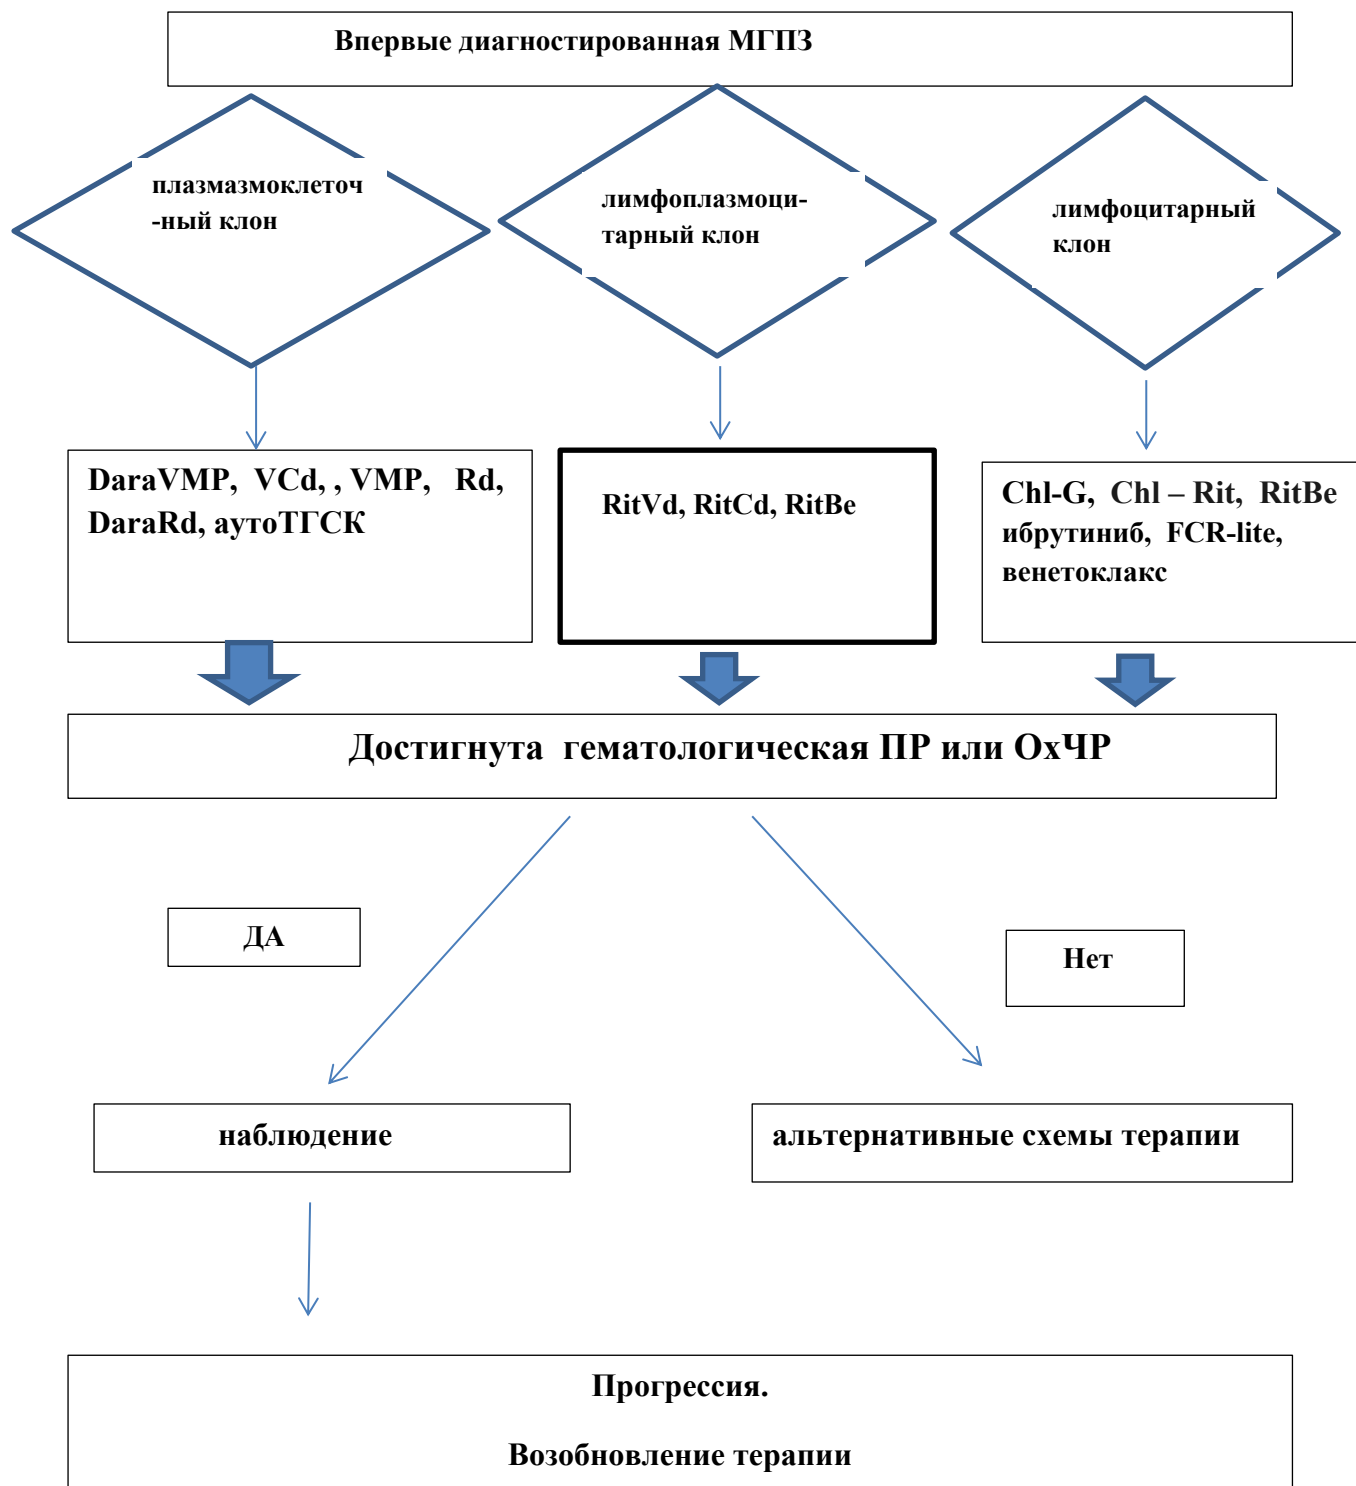 Впервые диагностированная МГПЗ
плазмазмоклеточ
-ный клон
лимфоплазмоци-
тарный клон
лимфоцитарный
клон
DaraVMP, VCd, , VMP, Rd,
DaraRd, аутоТГСК
RitVd, RitCd, RitBe
Chl-G, Chl – Rit, RitBe
ибрутиниб, FCR-lite,
венетоклакс
Достигнута гематологическая ПР или ОхЧР
ДА
Нет
наблюдение
альтернативные схемы терапии
Прогрессия.
Возобновление терапии